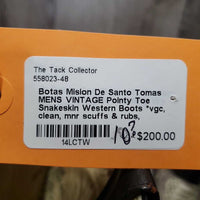 The Tack Collector
558023-48
Botas Mision De Santo Tomas
MENS VINTAGE Pointy Toe
Snakeskin Western Boots *vgc,
clean, mnr scuffs & rubs,
$200.00
14LCTW